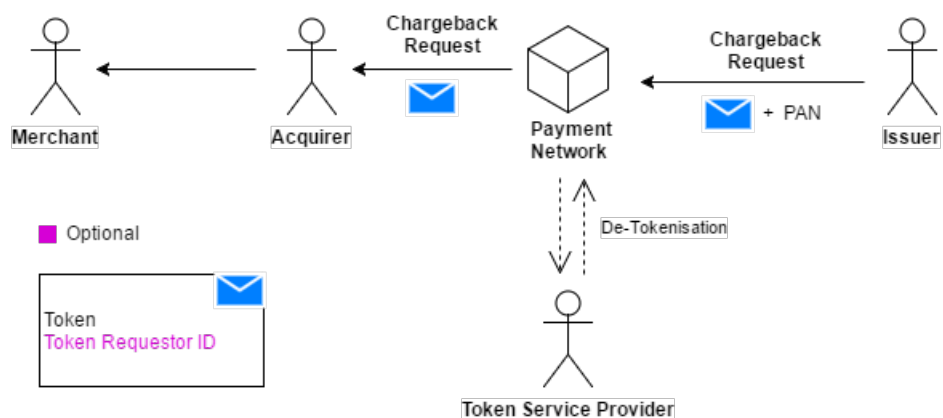 Chargeback
Request
Chargeback
Request
+ PAN
Merchant
Acquirer
Payment
Network
Issuer
De-Tokenisation
Optional
Token
Token Requestor ID
Token Service Provider